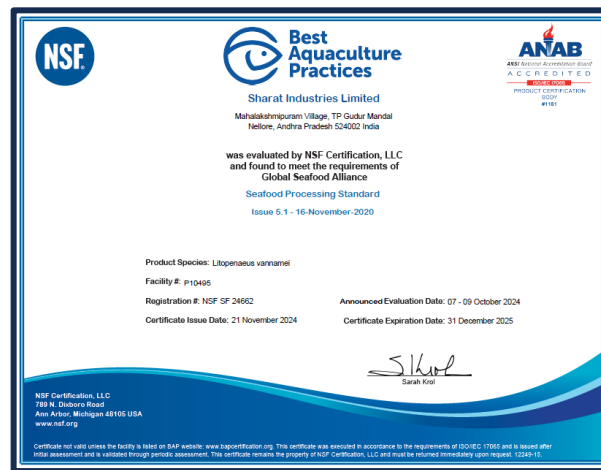 NSF
Best
Aquaculture
Practices
ANAB
ANSI National Accreditation Board
ACCREDITED
ISO/IEC 17065
PRODUCT CERTIFICATION
BODY
#1181
Sharat Industries Limited
Mahalakshmipuram Village, TP Gudur Mandal
Nellore, Andhra Pradesh 524002 India
was evaluated by NSF Certification, LLC
and found to meet the requirements of
Global Seafood Alliance
Seafood Processing Standard
Issue 5.1 - 16-November-2020
Product Species: Litopenaeus vannamei
Facility #: P10495
Registration #: NSF SF 24662
Announced Evaluation Date: 07 - 09 October 2024
Certificate Issue Date: 21 November 2024
Certificate Expiration Date: 31 December 2025
S Krol
Sarah Krol
NSF Certification, LLC
789 N. Dixboro Road
Ann Arbor, Michigan 48105 USA
www.nsf.org
Certificate not valid unless the facility is listed on BAP website: www.bapcertification.org. This certificate was executed in accordance to the requirements of ISO/IEC 17065 and is issued after
initial assessment and is validated through periodic assessment. This certificate remains the property of NSF Certification, LLC and must be returned immediately upon request. 12249-15.